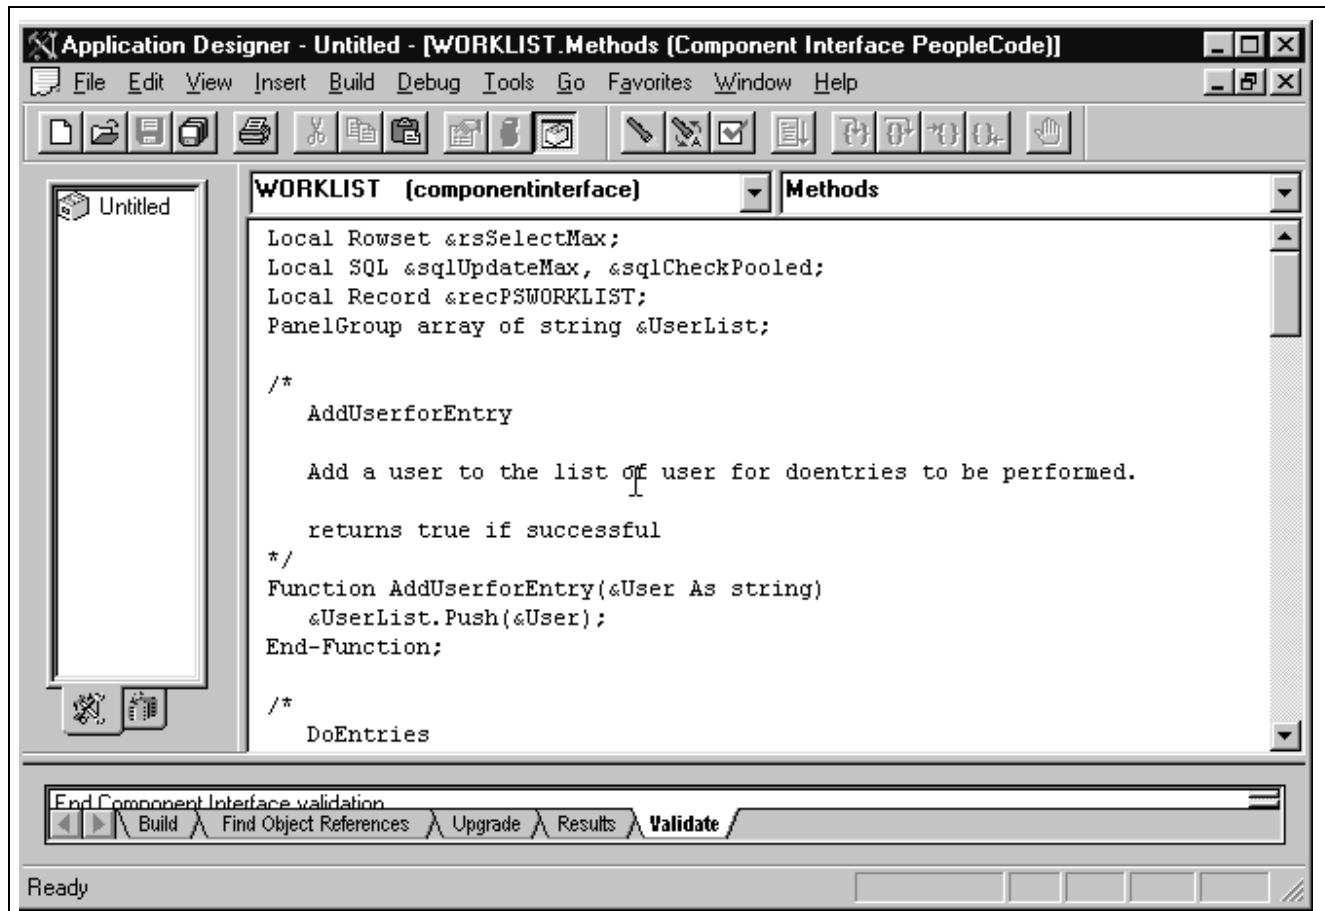 Application Designer - Untitled - [WORKLIST.Methods (Component Interface PeopleCode)]
File Edit View Insert Build Debug Tools Go Favorites Window Help
Untitled
WORKLIST (componentinterface)
Methods
Local Rowset &rsSelectMax;
Local SQL &sqlUpdateMax, &sqlCheckPooled;
Local Record &recPSWORKLIST;
PanelGroup array of string &UserList;
/*
AddUserforEntry
Add a user to the list of user for doentries to be performed.
returns true if successful
*/
Function AddUserforEntry(&User As string)
&UserList.Push(&User);
End-Function;
/*
DoEntries
End Component Interface validation
Build Find Object References Upgrade Results Validate
Ready